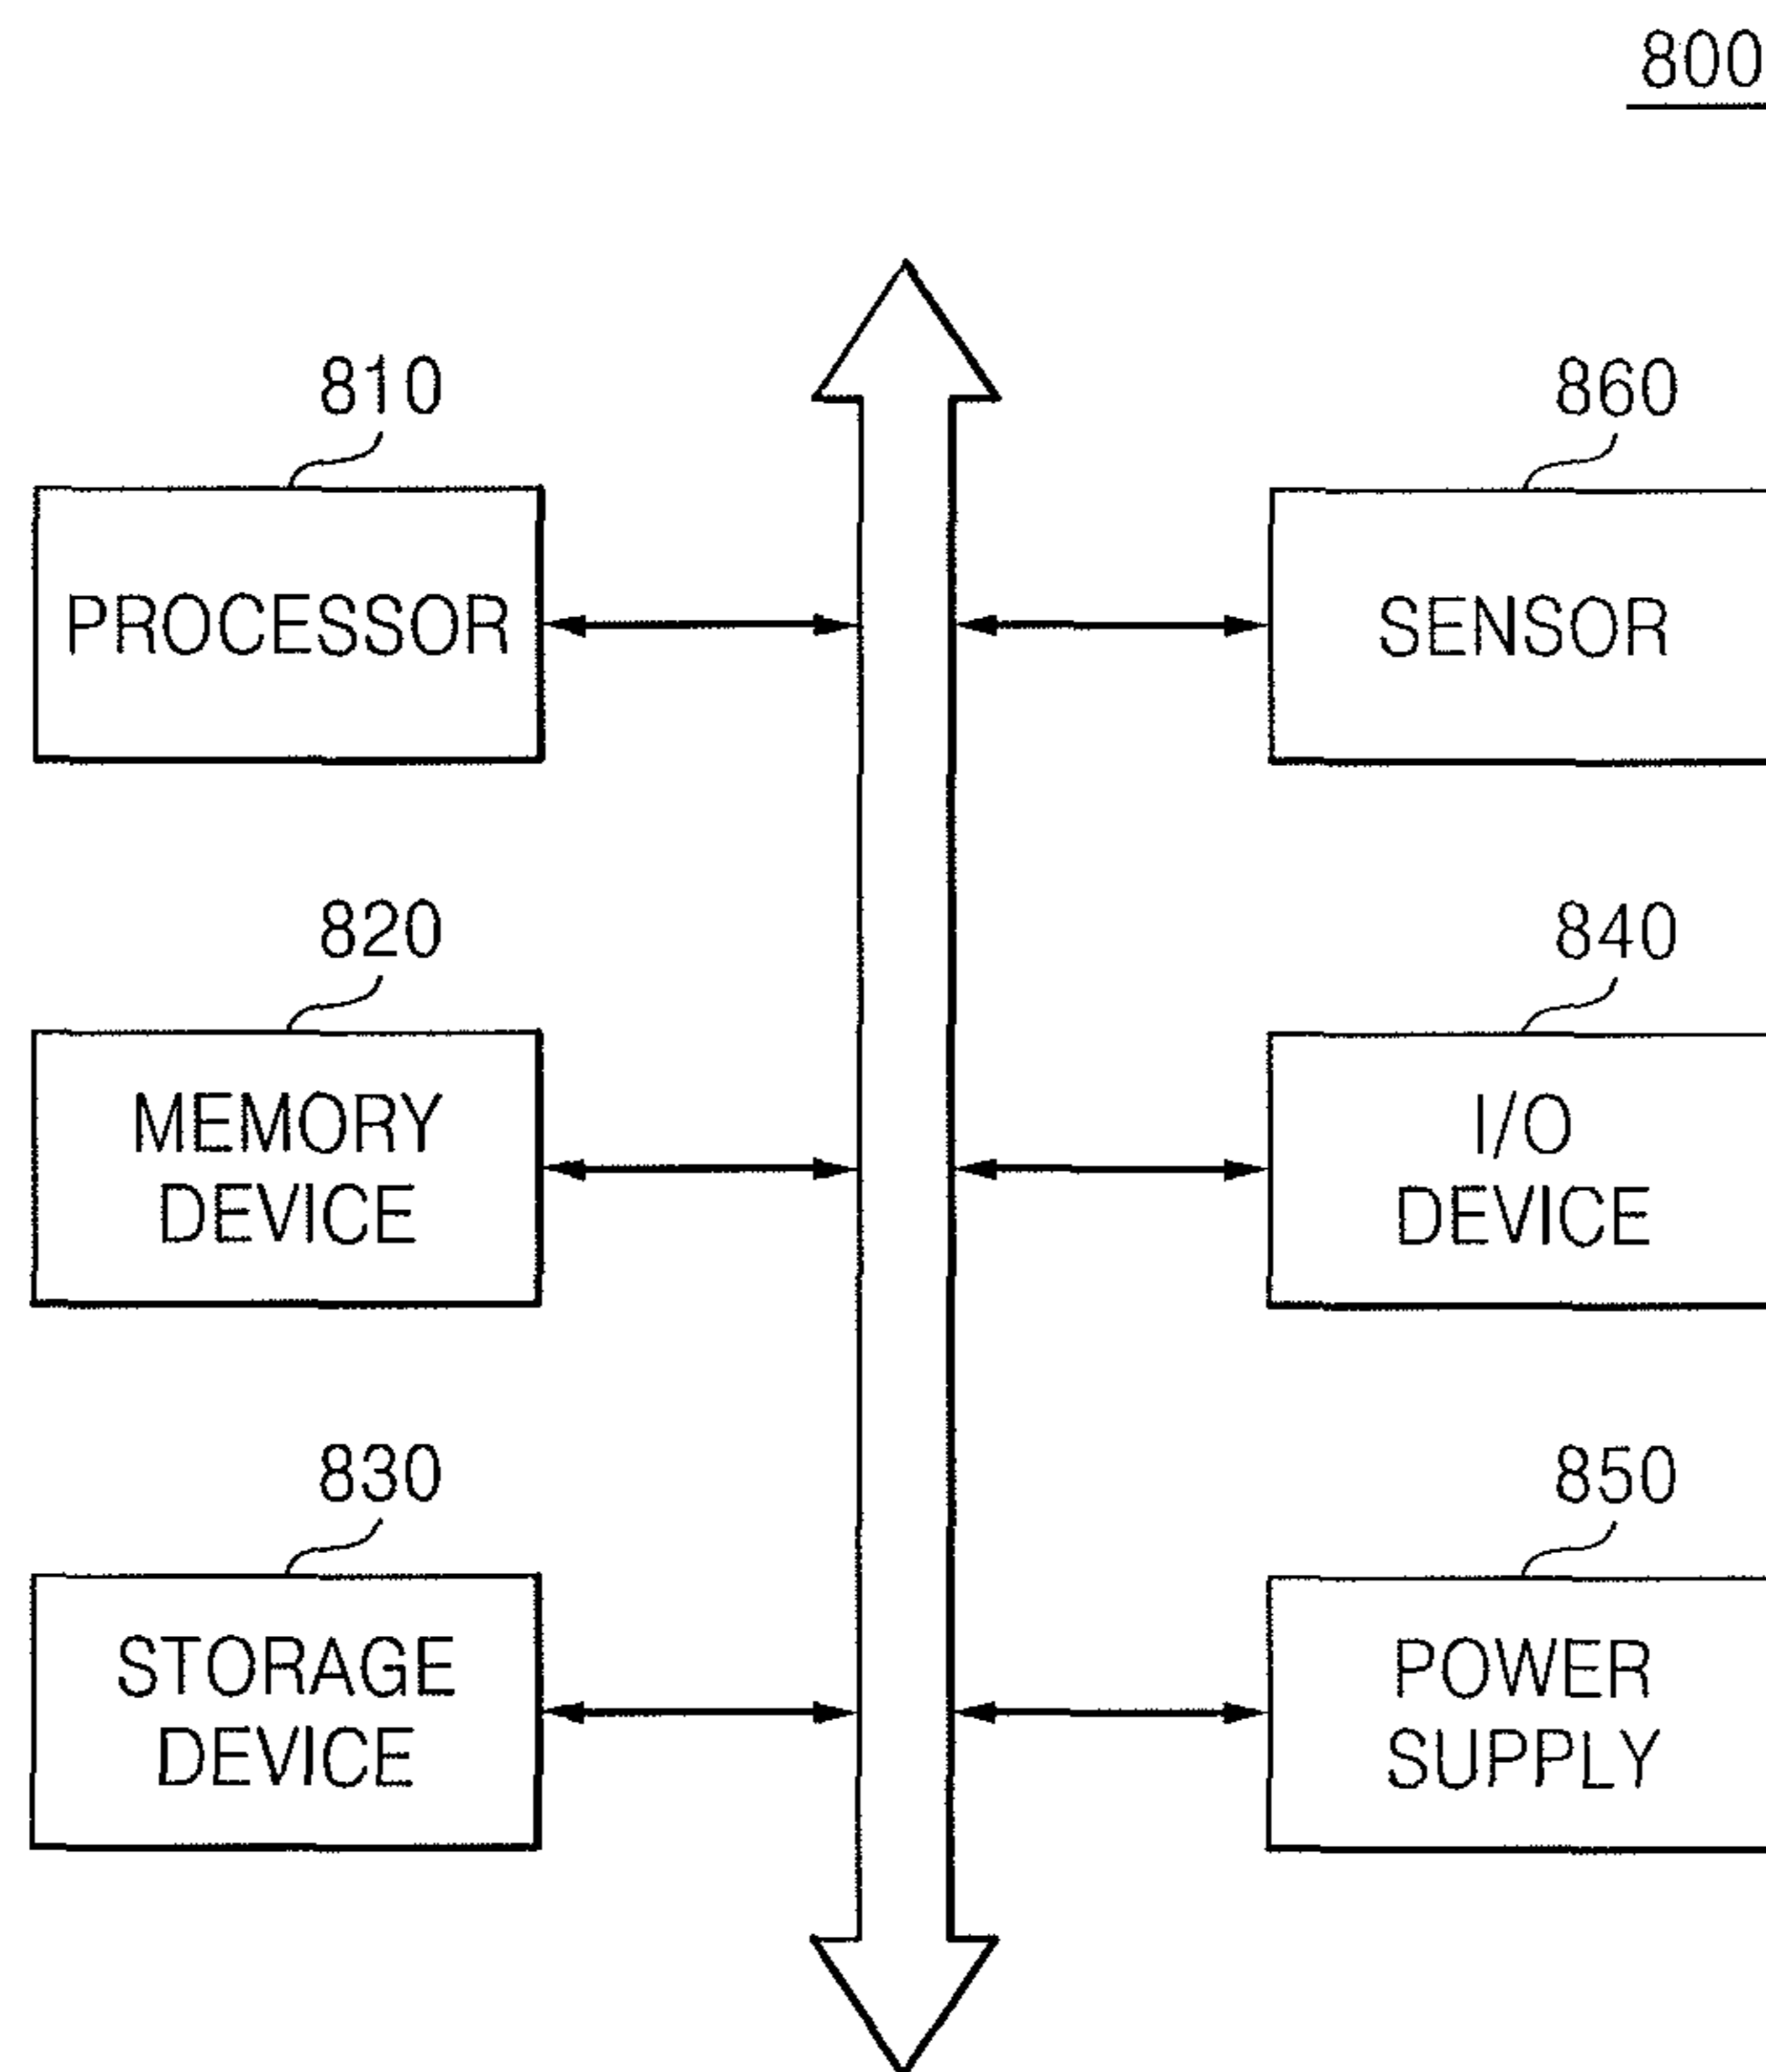 800
810
PROCESSOR
860
SENSOR
820
MEMORY
DEVICE
840
I/O
DEVICE
830
STORAGE
DEVICE
850
POWER
SUPPLY